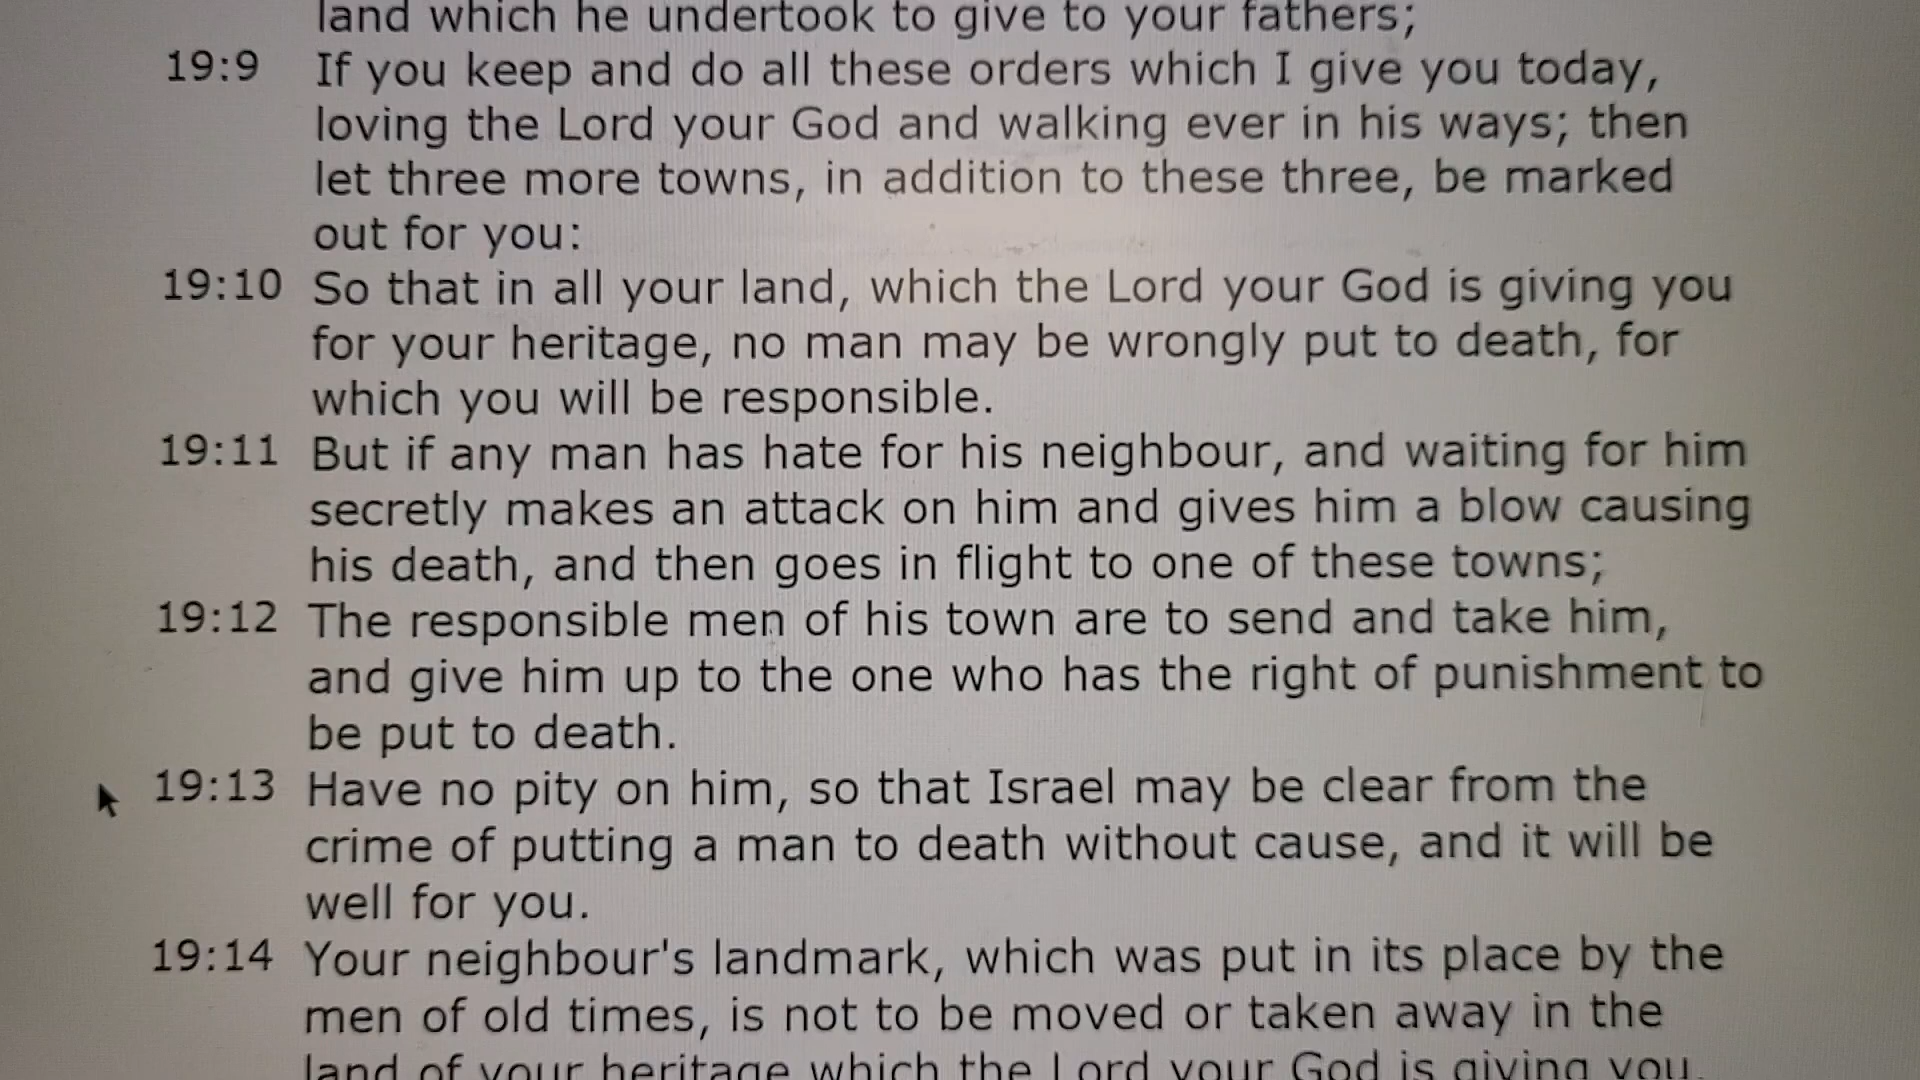 land which he undertook to give to your fathers;
19:9 If you keep and do all these orders which I give you today,
loving the Lord your God and walking ever in his ways; then
let three more towns, in addition to these three, be marked
out for you:
19:10 So that in all your land, which the Lord your God is giving you
for your heritage, no man may be wrongly put to death, for
which you will be responsible.
19:11 But if any man has hate for his neighbour, and waiting for him
secretly makes an attack on him and gives him a blow causing
his death, and then goes in flight to one of these towns;
19:12 The responsible men of his town are to send and take him,
and give him up to the one who has the right of punishment to
be put to death.
19:13 Have no pity on him, so that Israel may be clear from the
crime of putting a man to death without cause, and it will be
well for you.
19:14 Your neighbour's landmark, which was put in its place by the
men of old times, is not to be moved or taken away in the
land of your heritage which the Lord your God is giving you.